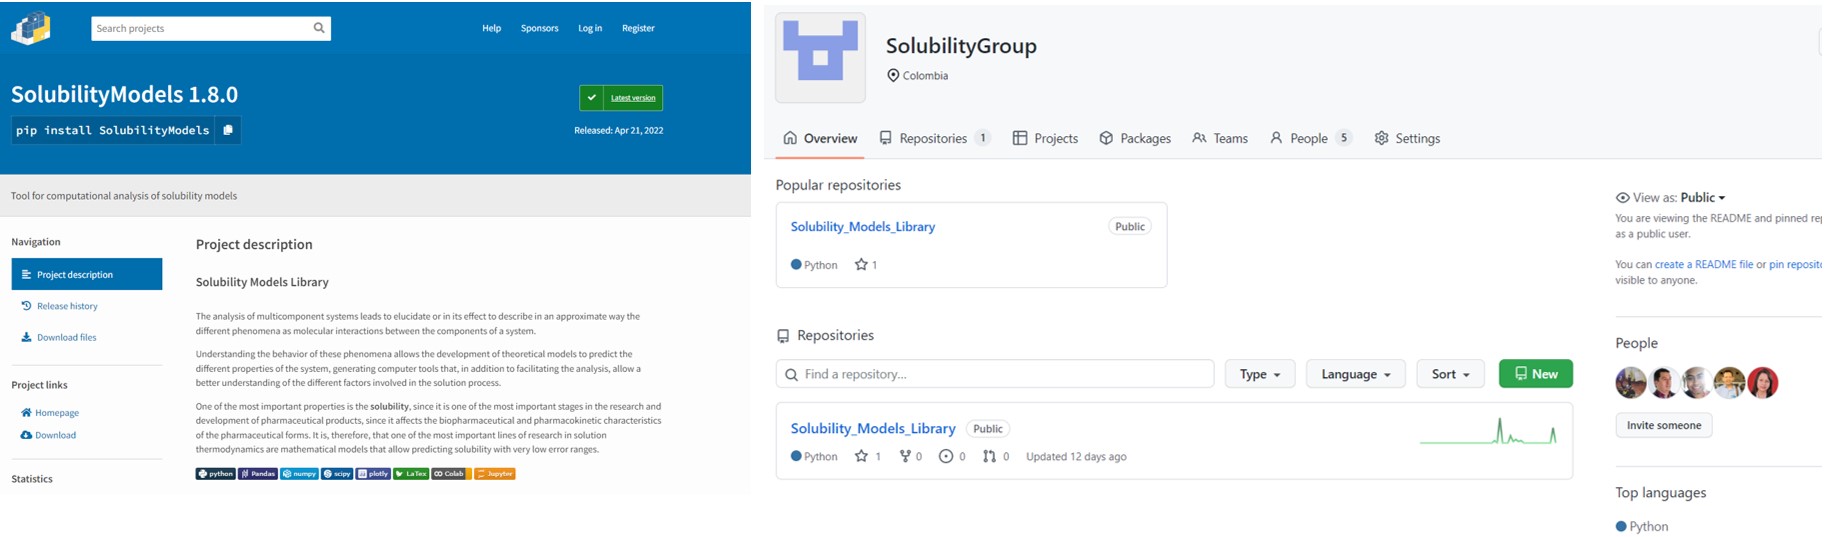 Search projects
Help
Sponsors
Log in
Register
SolubilityModels 1.8.0
pip install SolubilityModels
Latest version
Released: Apr 21, 2022
Tool for computational analysis of solubility models
Navigation
Project description
Release history
Download files
Project links
Homepage
Download
Statistics
Project description
Solubility Models Library
The analysis of multicomponent systems leads to elucidate or in its effect to describe in an approximate way the
different phenomena as molecular interactions between the components of a system.
Understanding the behavior of these phenomena allows the development of theoretical models to predict the
different properties of the system, generating computer tools that, in addition to facilitating the analysis, allow a
better understanding of the different factors involved in the solution process.
One of the most important properties is the solubility, since it is one of the most important stages in the research and
development of pharmaceutical products, since it affects the biopharmaceutical and pharmacokinetic characteristics
of the pharmaceutical forms. It is, therefore, that one of the most important lines of research in solution
thermodynamics are mathematical models that allow predicting solubility with very low error ranges.
python Pandas numpy scipy plotly LaTex Colab Jupyter
SolubilityGroup
Colombia
Overview
Repositories 1
Projects
Packages
Teams
People 5
Settings
Popular repositories
Solubility_Models_Library
Public
Python 1
Repositories
Find a repository...
Type
Language
Sort
New
Solubility_Models_Library Public
Python 1 0 0 0 Updated 12 days ago
View as: Public
You are viewing the README and pinned rep
as a public user.
You can create a README file or pin reposito
visible to anyone.
People
Invite someone
Top languages
Python